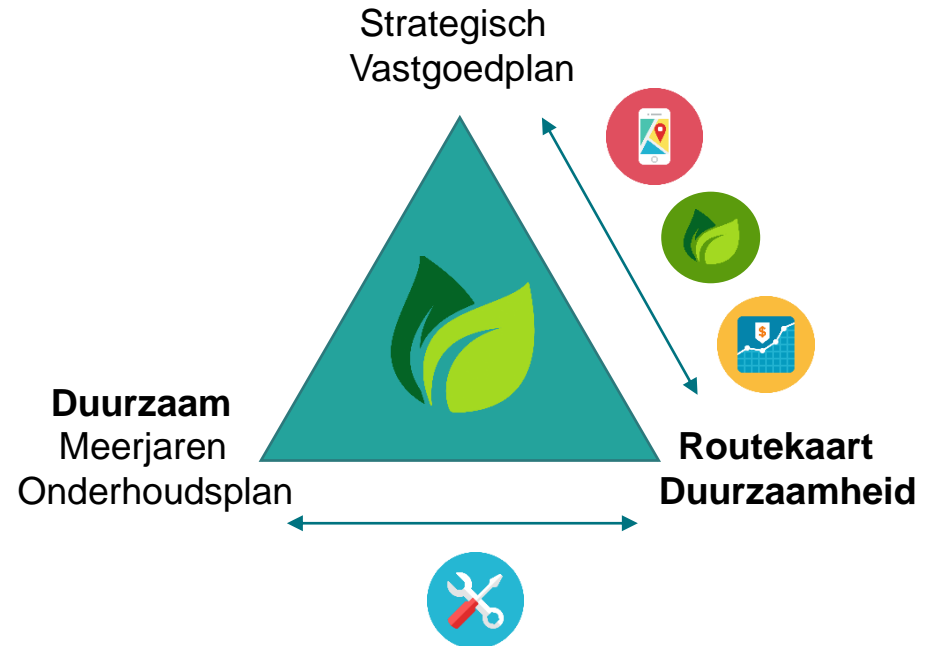 Strategisch
Vastgoedplan
$
Duurzaam
Meerjaren
Onderhoudsplan
Routekaart
Duurzaamheid